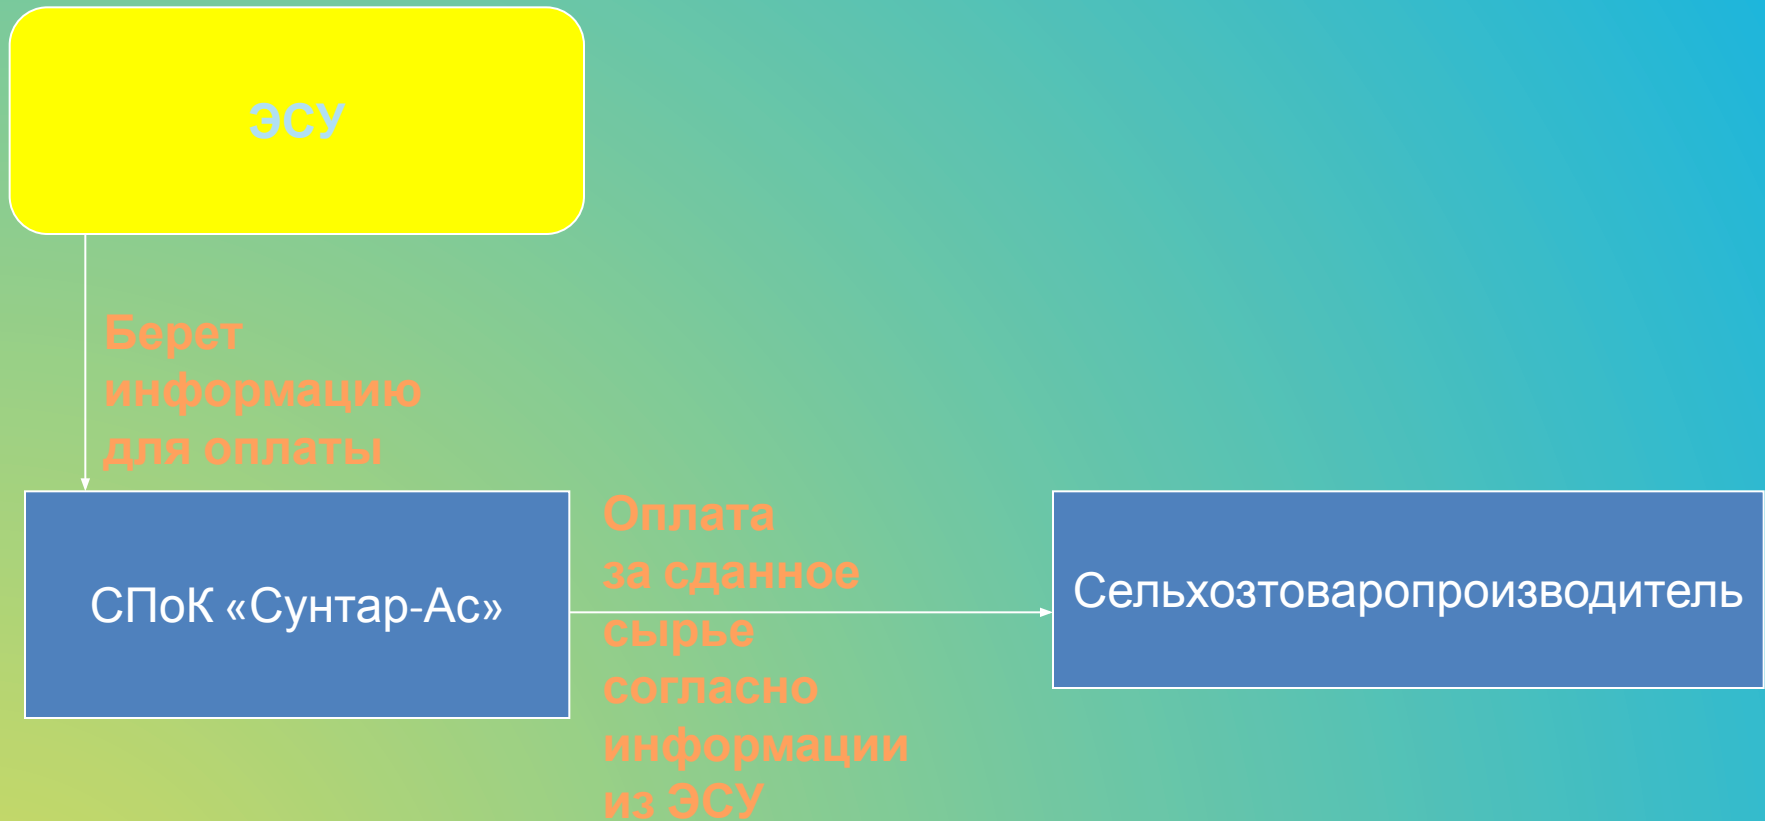 ЭСУ
Берет
информацию
для оплаты
СПоК «Сунтар-Ас»
Оплата
за сданное
сырье
согласно
информации
из ЭСУ
Сельхозтоваропроизводитель